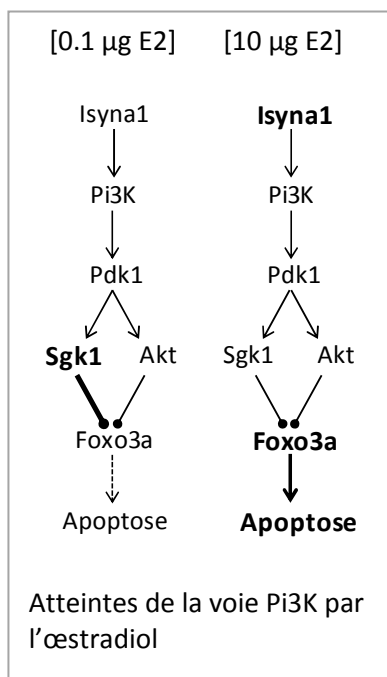 [0.1 µg E2] [10 µg E2]
Isyna1 Isyna1
Pi3K Pi3K
Pdk1 Pdk1
Sgk1 Akt Sgk1 Akt
Foxo3a Foxo3a
Apoptose Apoptose
Atteintes de la voie Pi3K par
l'œstradiol